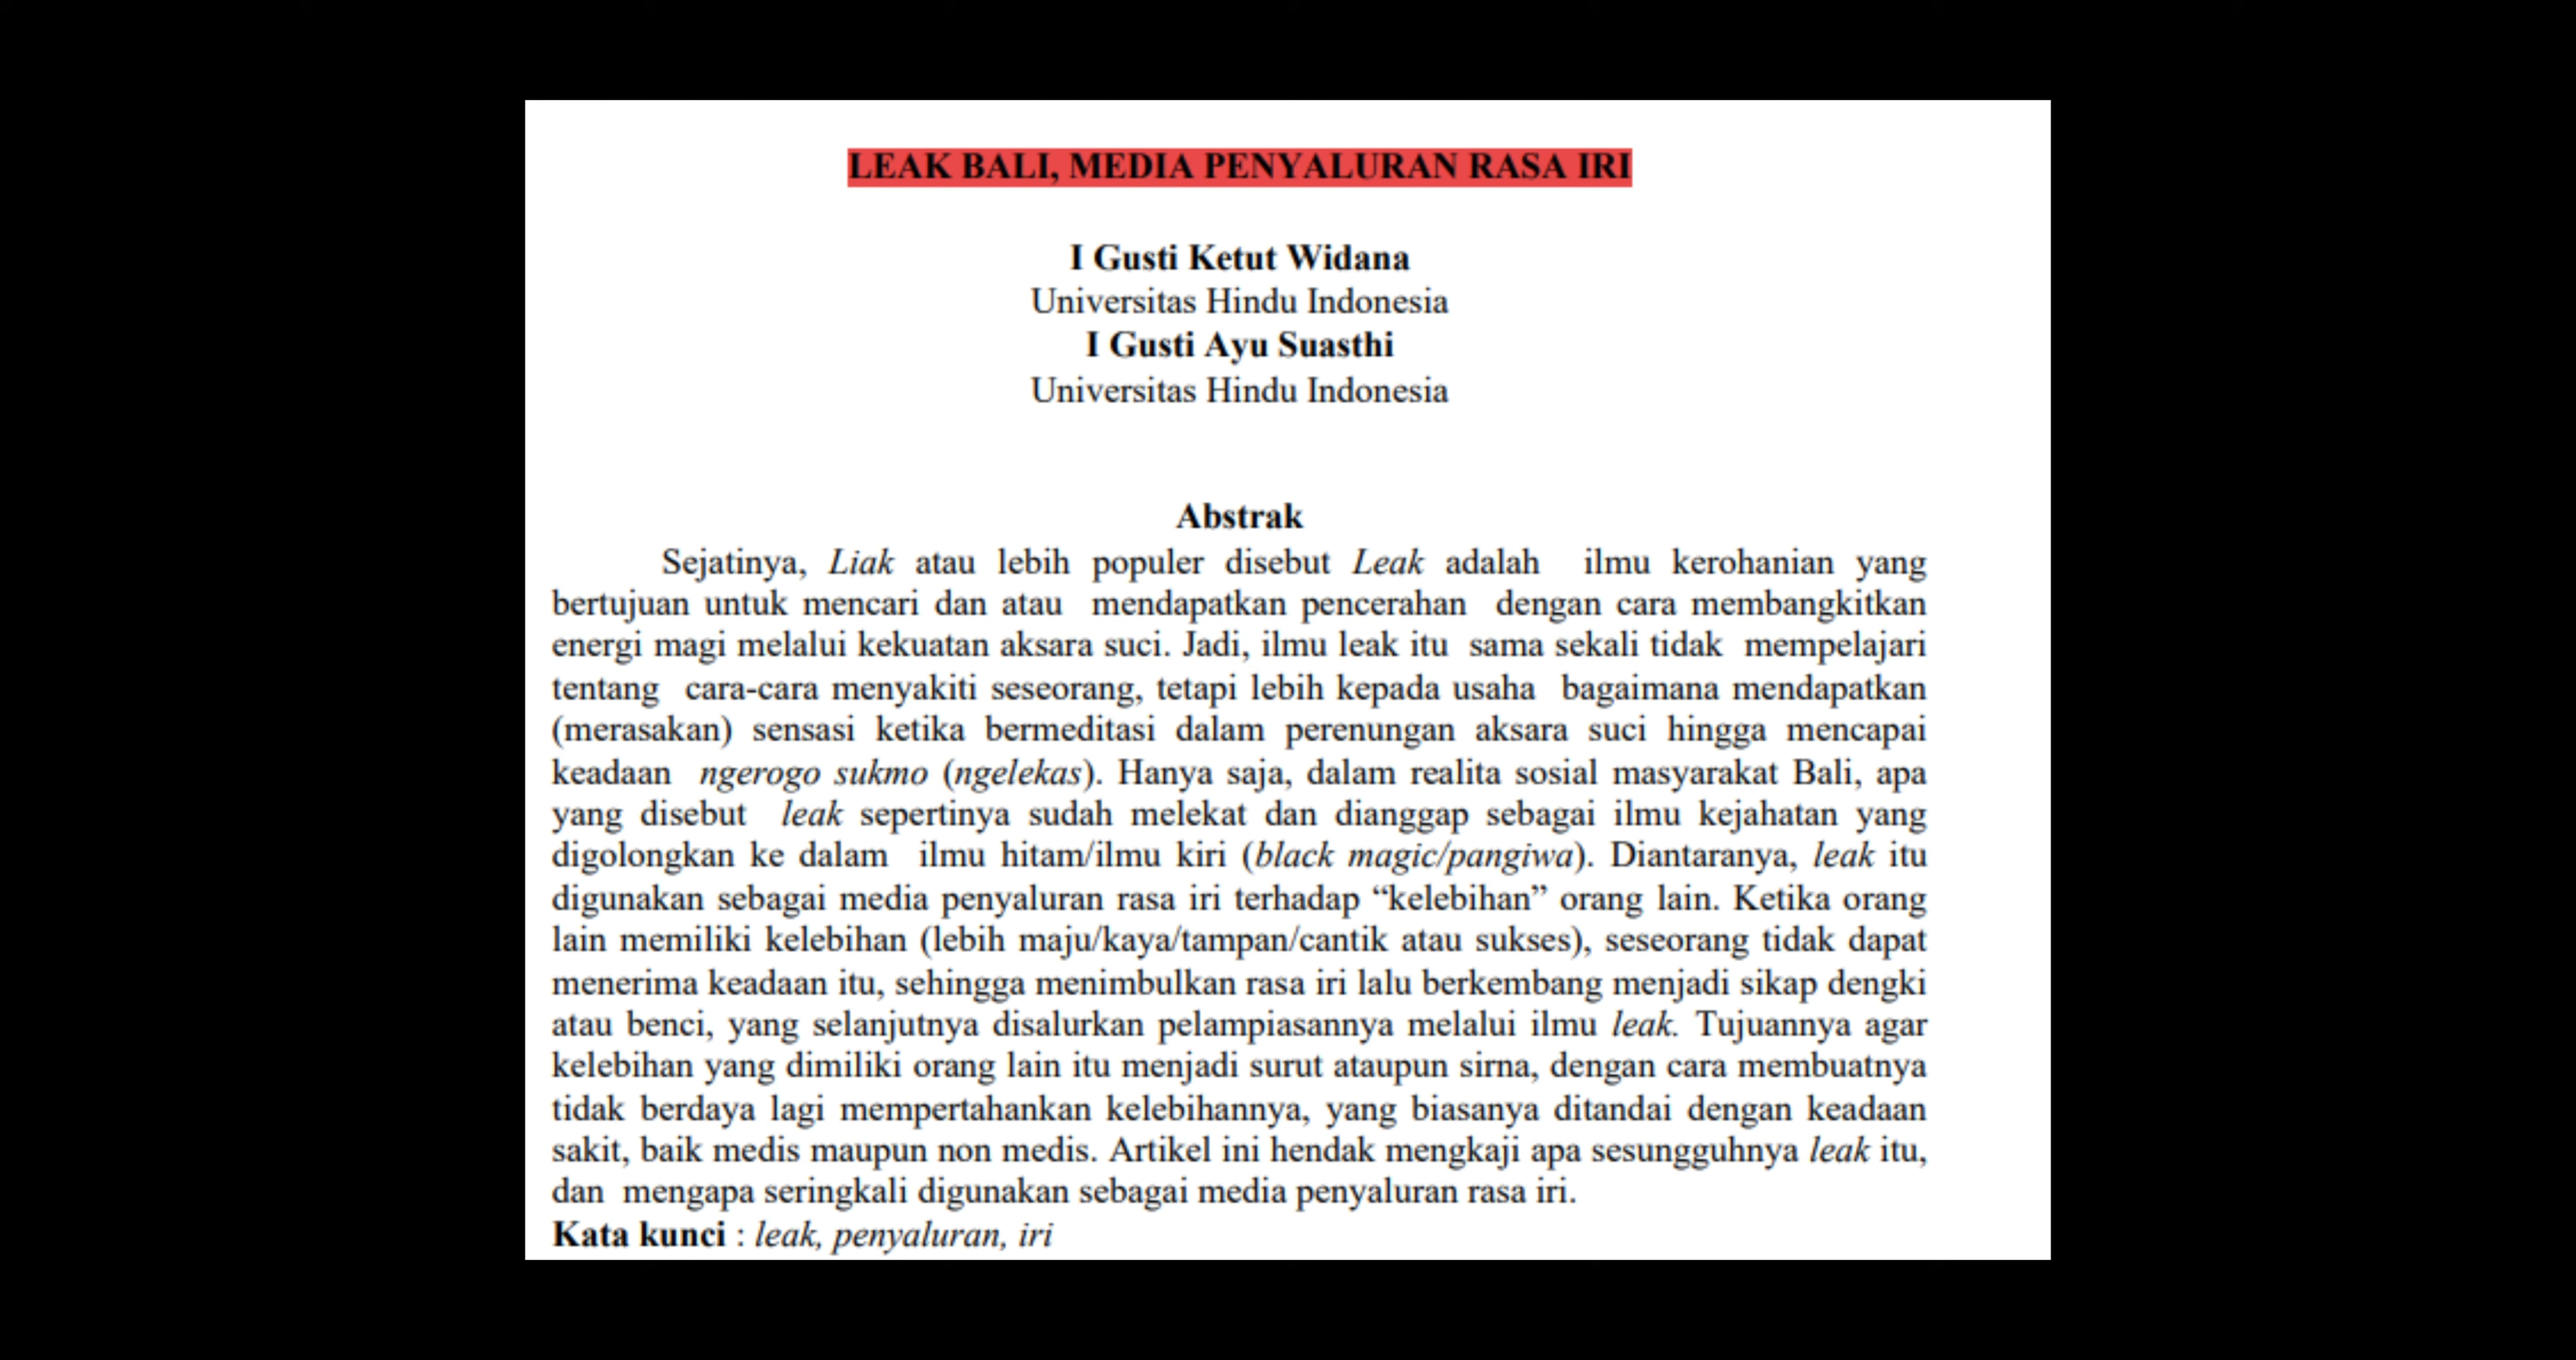 LEAK BALI, MEDIA PENYALURAN RASA IRI
I Gusti Ketut Widana
Universitas Hindu Indonesia
I Gusti Ayu Suasthi
Universitas Hindu Indonesia
Abstrak
Sejatinya, Liak atau lebih populer disebut Leak adalah ilmu kerohanian yang
bertujuan untuk mencari dan atau mendapatkan pencerahan dengan cara membangkitkan
energi magi melalui kekuatan aksara suci. Jadi, ilmu leak itu sama sekali tidak mempelajari
tentang cara-cara menyakiti seseorang, tetapi lebih kepada usaha bagaimana mendapatkan
(merasakan) sensasi ketika bermeditasi dalam perenungan aksara suci hingga mencapai
keadaan ngerogo sukmo (ngelekas). Hanya saja, dalam realita sosial masyarakat Bali, apa
yang disebut leak sepertinya sudah melekat dan dianggap sebagai ilmu kejahatan yang
digolongkan ke dalam ilmu hitam/ilmu kiri (black magic/pangiwa). Diantaranya, leak itu
digunakan sebagai media penyaluran rasa iri terhadap “kelebihan” orang lain. Ketika orang
lain memiliki kelebihan (lebih maju/kaya/tampan/cantik atau sukses), seseorang tidak dapat
menerima keadaan itu, sehingga menimbulkan rasa iri lalu berkembang menjadi sikap dengki
atau benci, yang selanjutnya disalurkan pelampiasannya melalui ilmu leak. Tujuannya agar
kelebihan yang dimiliki orang lain itu menjadi surut ataupun sirna, dengan cara membuatnya
tidak berdaya lagi mempertahankan kelebihannya, yang biasanya ditandai dengan keadaan
sakit, baik medis maupun non medis. Artikel ini hendak mengkaji apa sesungguhnya leak itu,
dan mengapa seringkali digunakan sebagai media penyaluran rasa iri.
Kata kunci : leak, penyaluran, iri